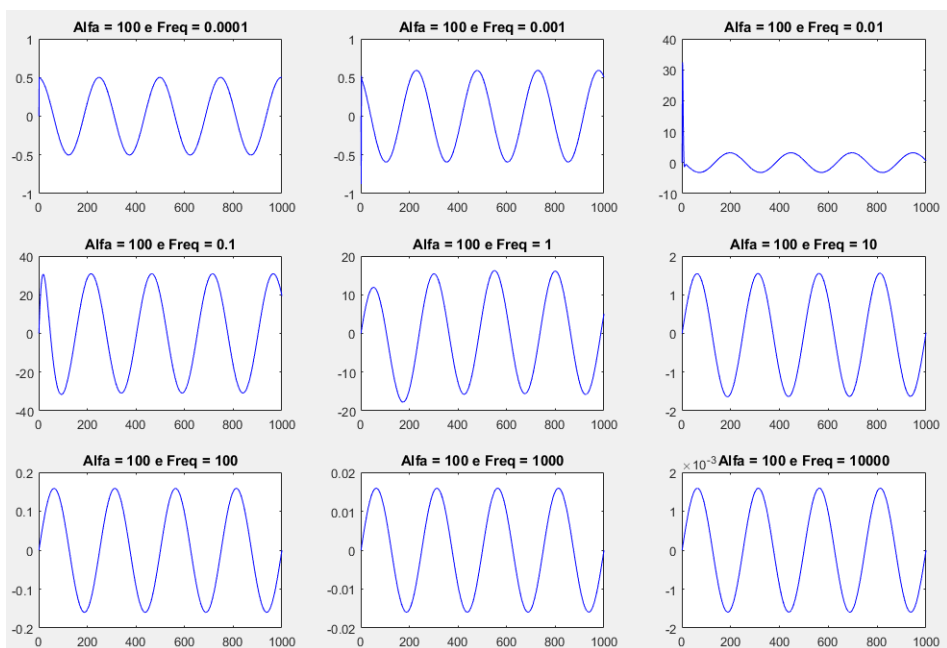 Alfa = 100 e Freq = 0.0001
1
0.5
0
-0.5
-1
0 200 400 600 800 1000
Alfa = 100 e Freq = 0.001
1
0.5
0
-0.5
-1
0 200 400 600 800 1000
Alfa = 100 e Freq = 0.01
40
30
20
10
0
-10
0 200 400 600 800 1000
Alfa = 100 e Freq = 0.1
40
20
0
-20
-40
0 200 400 600 800 1000
Alfa = 100 e Freq = 1
20
10
0
-10
-20
0 200 400 600 800 1000
Alfa = 100 e Freq = 10
2
1
0
-1
-2
0 200 400 600 800 1000
Alfa = 100 e Freq = 100
0.2
0.1
0
-0.1
-0.2
0 200 400 600 800 1000
Alfa = 100 e Freq = 1000
0.02
0.01
0
-0.01
-0.02
0 200 400 600 800 1000
×10⁻³ Alfa = 100 e Freq = 10000
2
1
0
-1
-2
0 200 400 600 800 1000